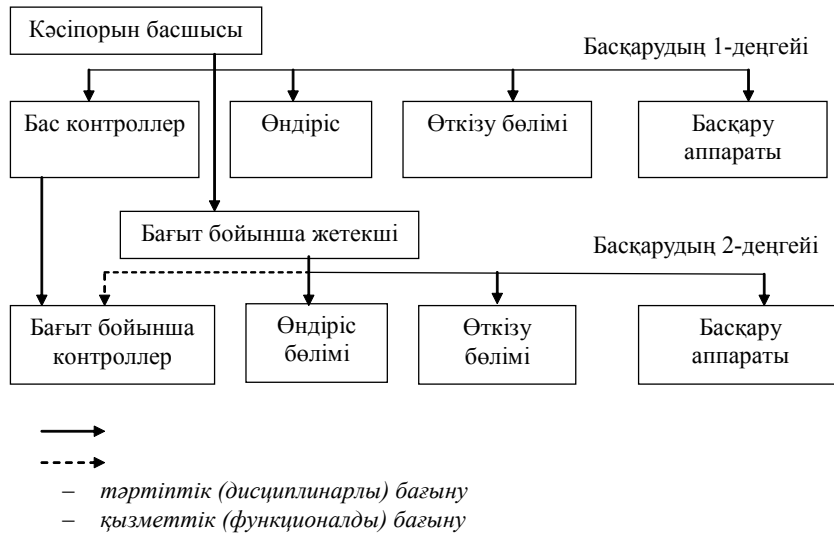 Кәсіпорын басшысы
Басқарудың 1-деңгейі
Бас контроллер
Өндіріс
Өткізу бөлімі
Басқару
аппараты
Бағыт бойынша жетекші
Басқарудың 2-деңгейі
Бағыт бойынша
контроллер
Өндіріс
бөлімі
Өткізу
бөлімі
Басқару
аппараты
– тәртіптік (дисциплинарлы) бағыну
– қызметтік (функционалды) бағыну